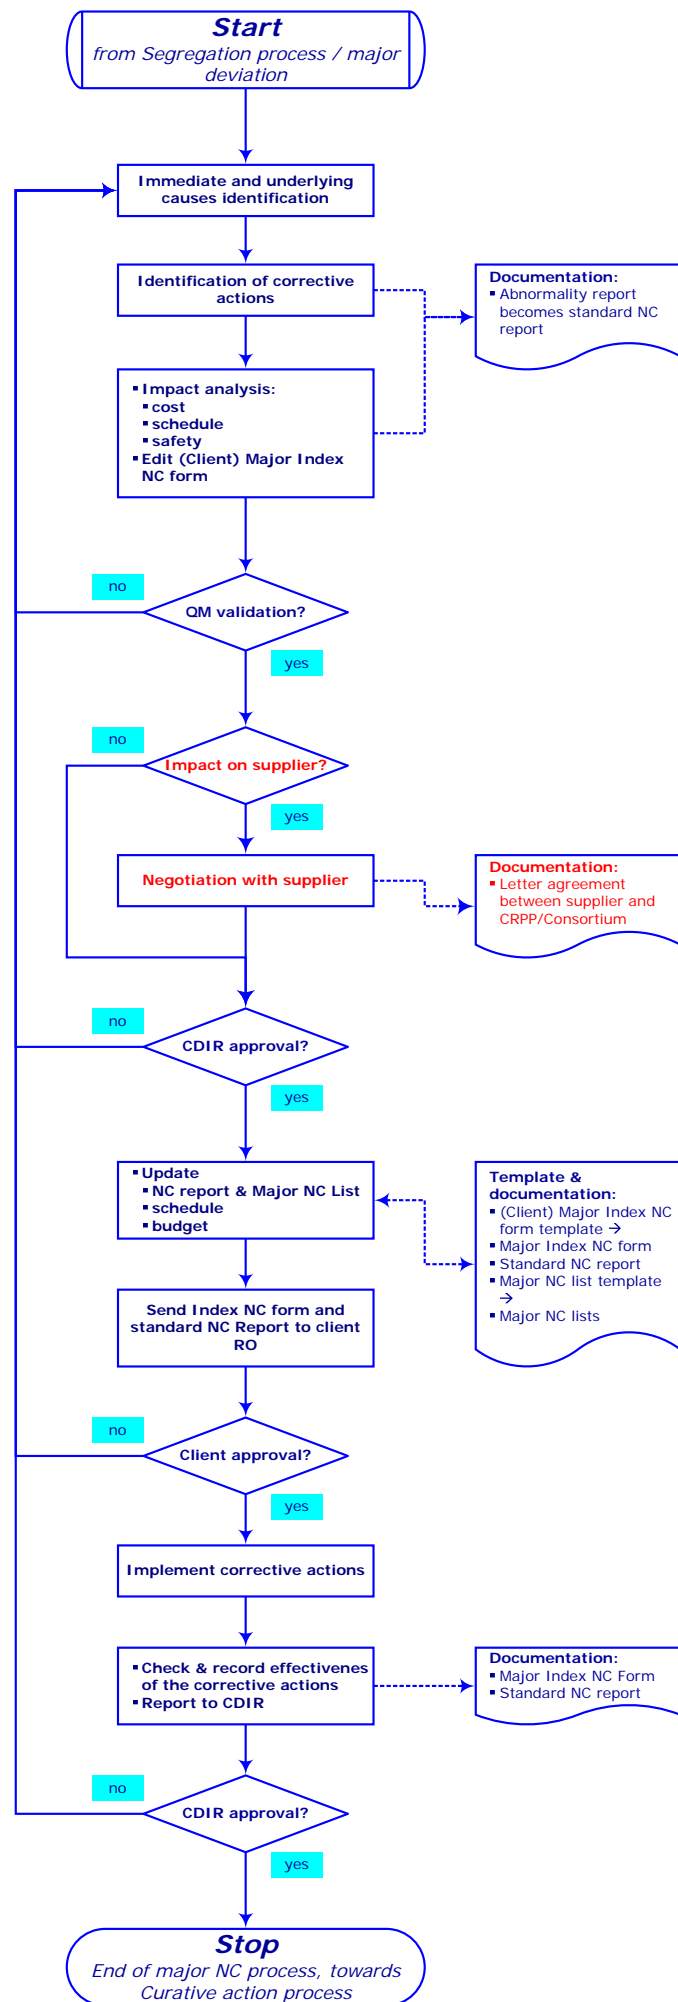 Start
from Segregation process / major
deviation
Immediate and underlying
causes identification
Identification of corrective
actions
Documentation:
▪ Abnormality report
becomes standard NC
report
▪ Impact analysis:
▪ cost
▪ schedule
▪ safety
▪ Edit (Client) Major Index
NC form
no
QM validation?
yes
no
Impact on supplier?
yes
Negotiation with supplier
Documentation:
▪ Letter agreement
between supplier and
CRPP/Consortium
no
CDIR approval?
yes
▪ Update
▪ NC report & Major NC List
▪ schedule
▪ budget
Template &
documentation:
▪ (Client) Major Index NC
form template →
▪ Major Index NC form
▪ Standard NC report
▪ Major NC list template
→
▪ Major NC lists
Send Index NC form and
standard NC Report to client
RO
no
Client approval?
yes
Implement corrective actions
▪ Check & record effectivenes
of the corrective actions
▪ Report to CDIR
Documentation:
▪ Major Index NC Form
▪ Standard NC report
no
CDIR approval?
yes
Stop
End of major NC process, towards
Curative action process